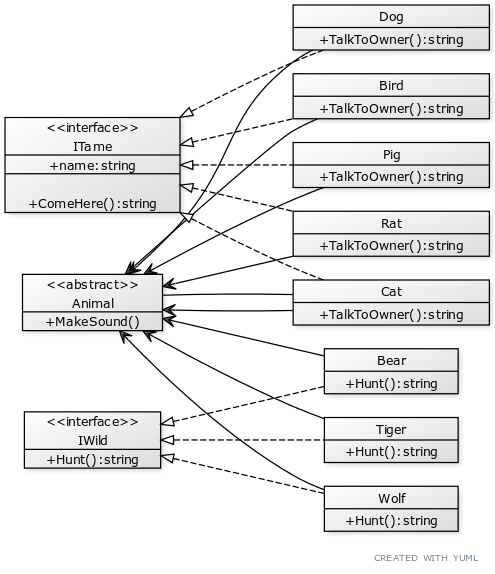 Dog
+TalkToOwner():string
Bird
+TalkToOwner():string
<<interface>>
ITame
+name:string
+ComeHere():string
Pig
+TalkToOwner():string
Rat
+TalkToOwner():string
<<abstract>>
Animal
+MakeSound()
Cat
+TalkToOwner():string
Bear
+Hunt():string
<<interface>>
IWild
+Hunt():string
Tiger
+Hunt():string
Wolf
+Hunt():string
CREATED WITH YUML